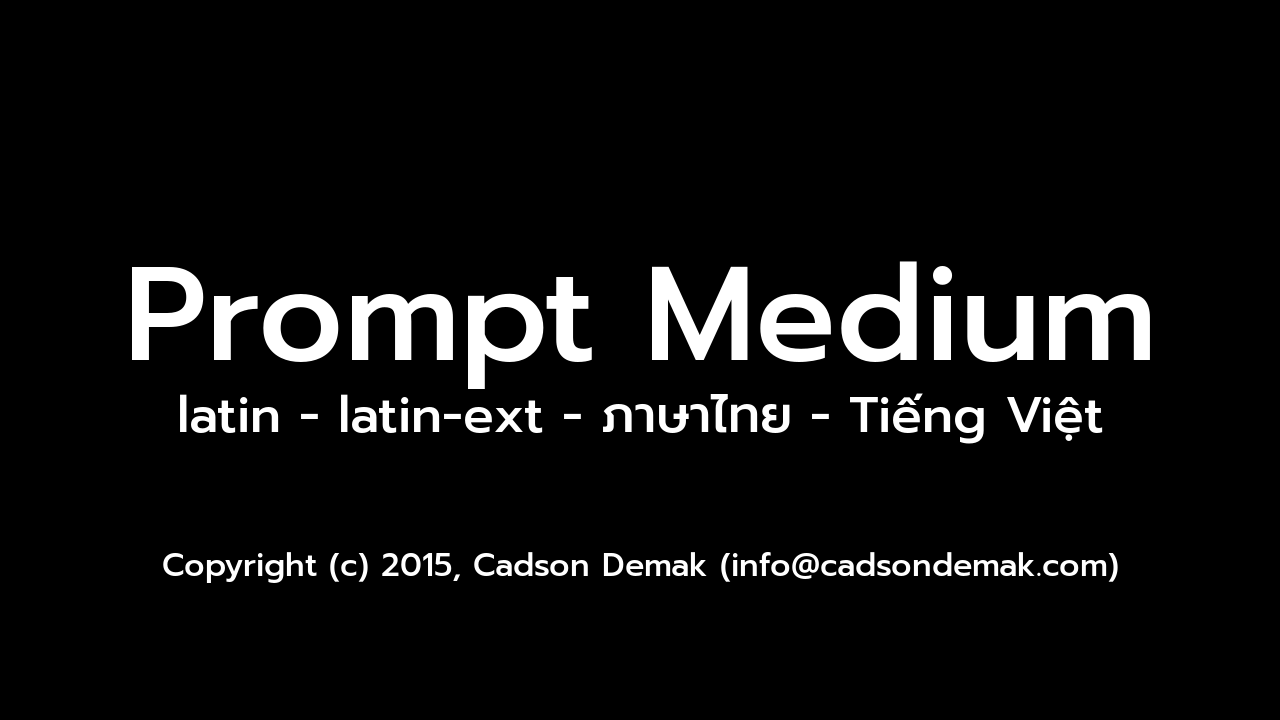 Prompt Medium
latin - latin-ext - ภาษาไทย - Tiếng Việt
Copyright (c) 2015, Cadson Demak (info@cadsondemak.com)